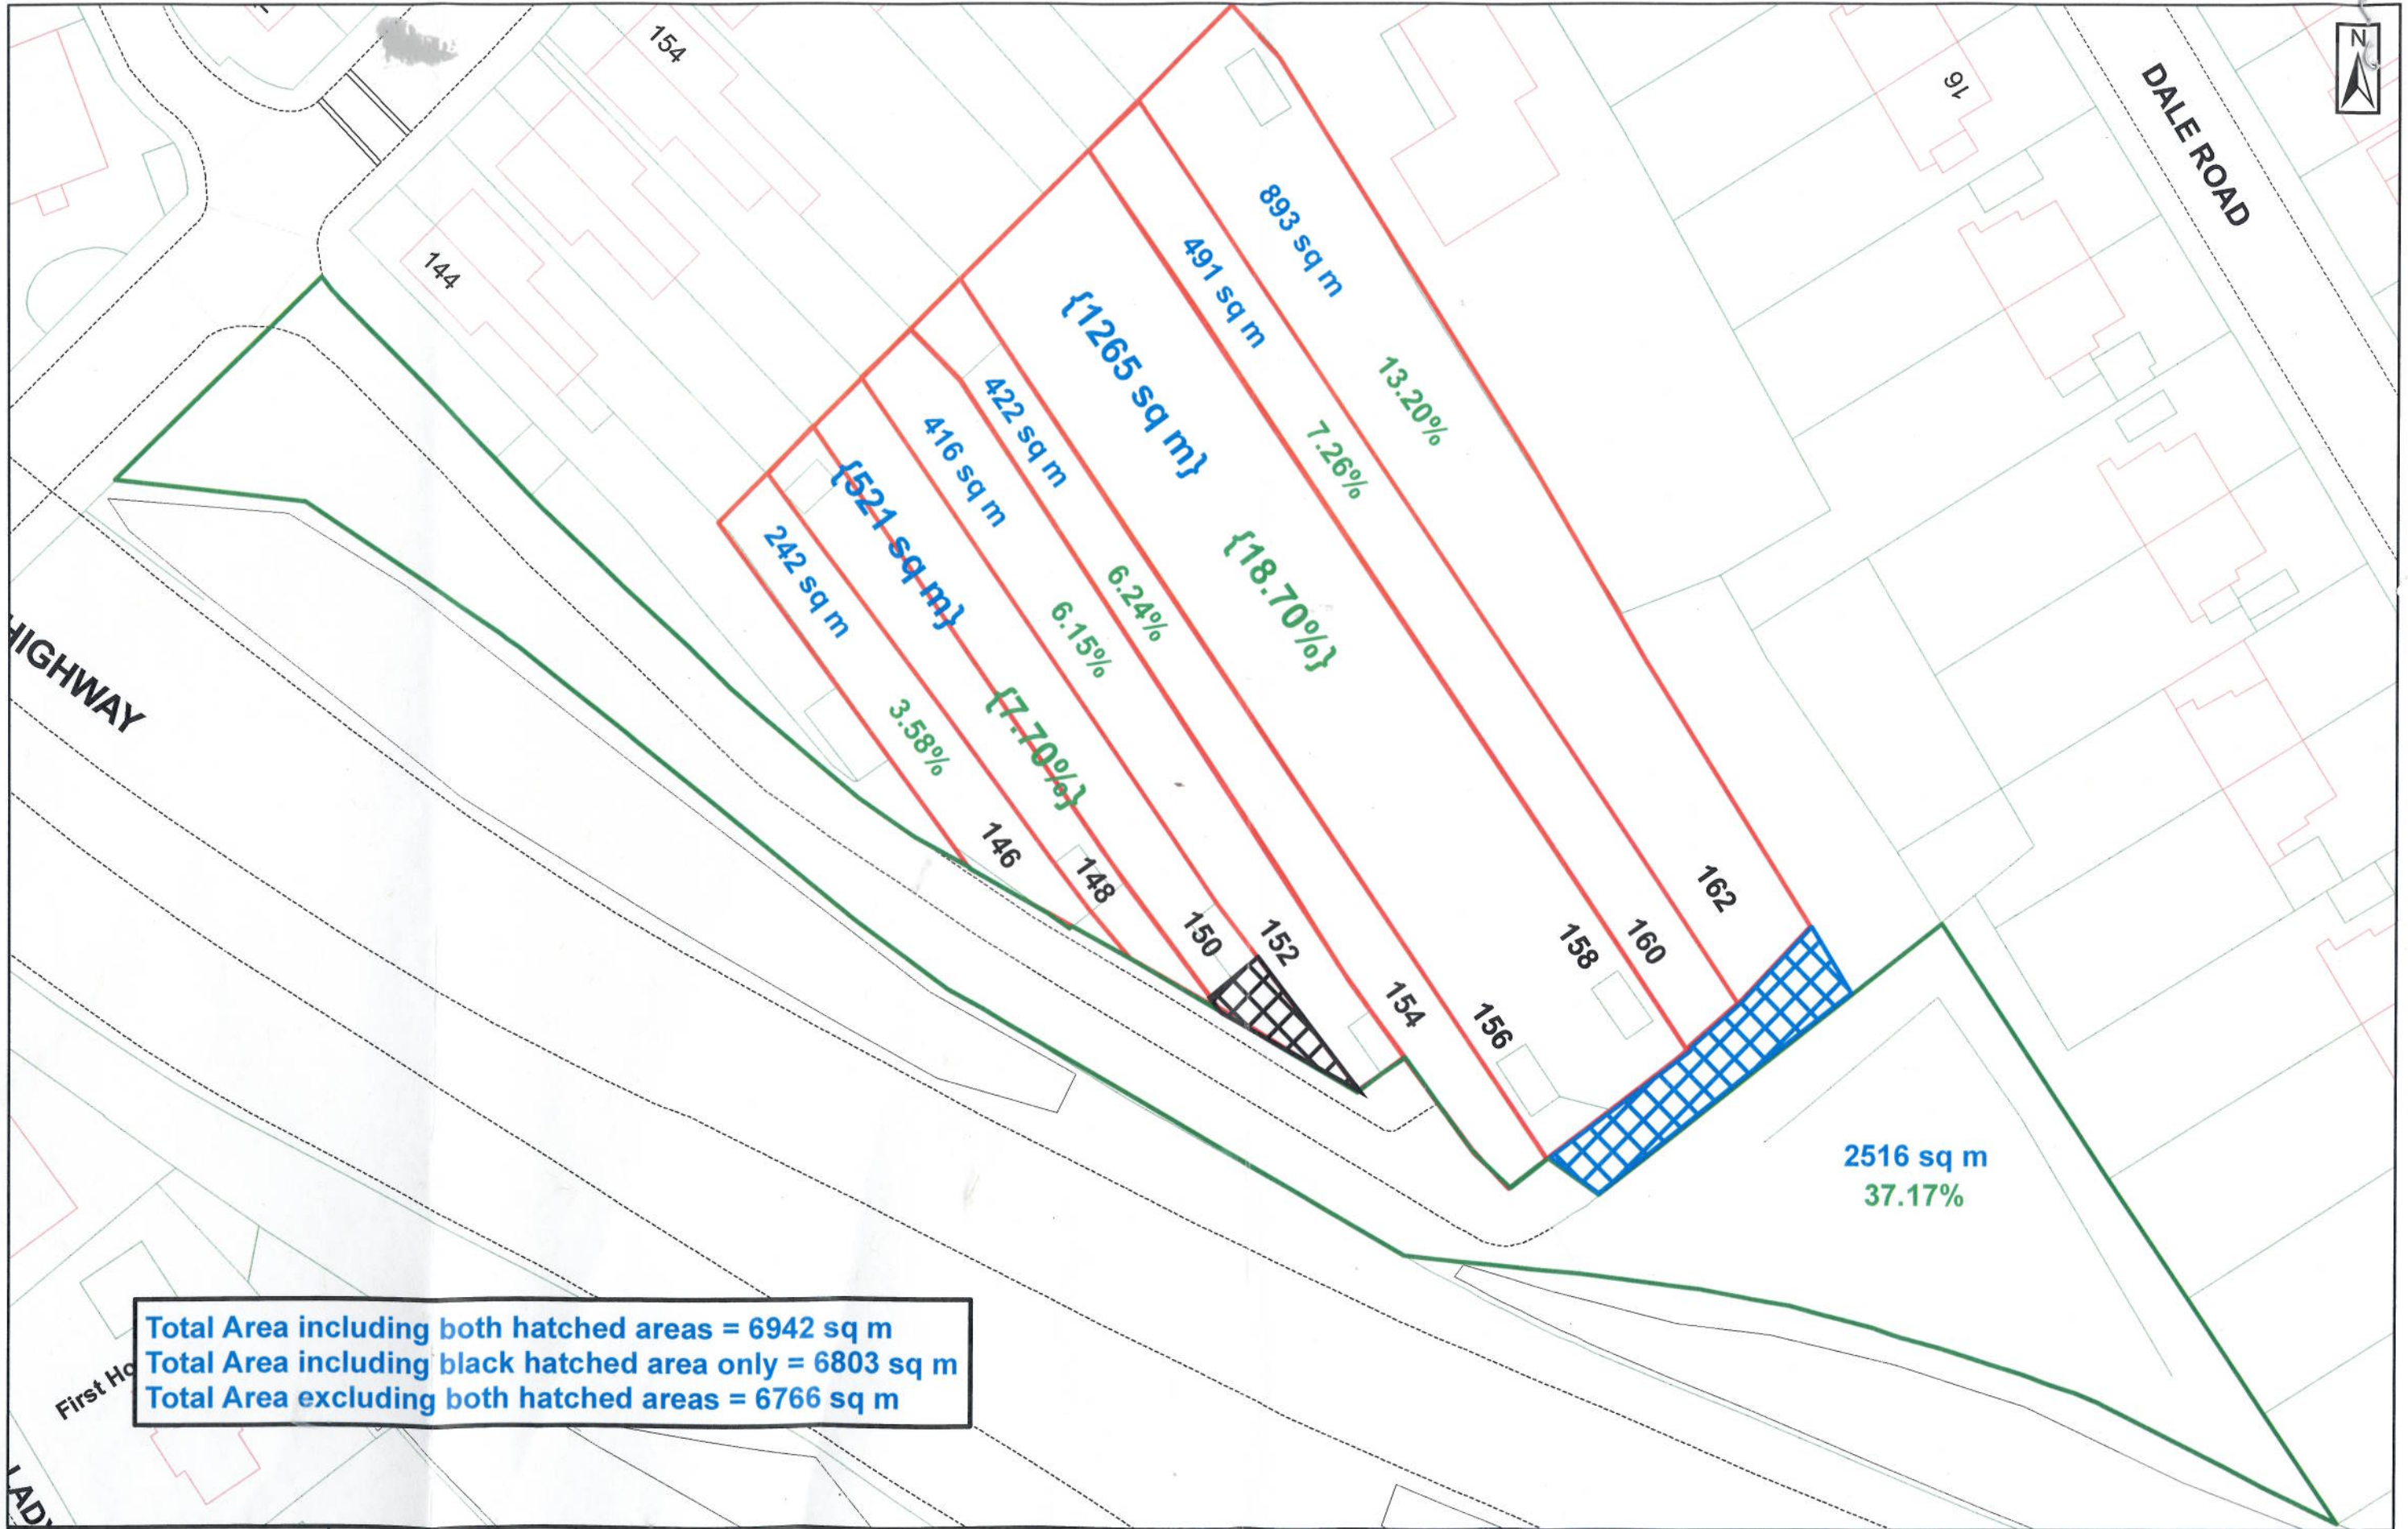 154
16
N
DALE ROAD
144
893 sq m
491 sq m
{1265 sq m}
422 sq m
416 sq m
{521 sq m}
242 sq m
13.20%
7.26%
{18.70%}
6.24%
6.15%
{7.70%}
3.58%
HIGHWAY
146
148
150
152
154
156
158
160
162
2516 sq m
37.17%
Total Area including both hatched areas = 6942 sq m
Total Area including black hatched area only = 6803 sq m
Total Area excluding both hatched areas = 6766 sq m
First Ho
LADY